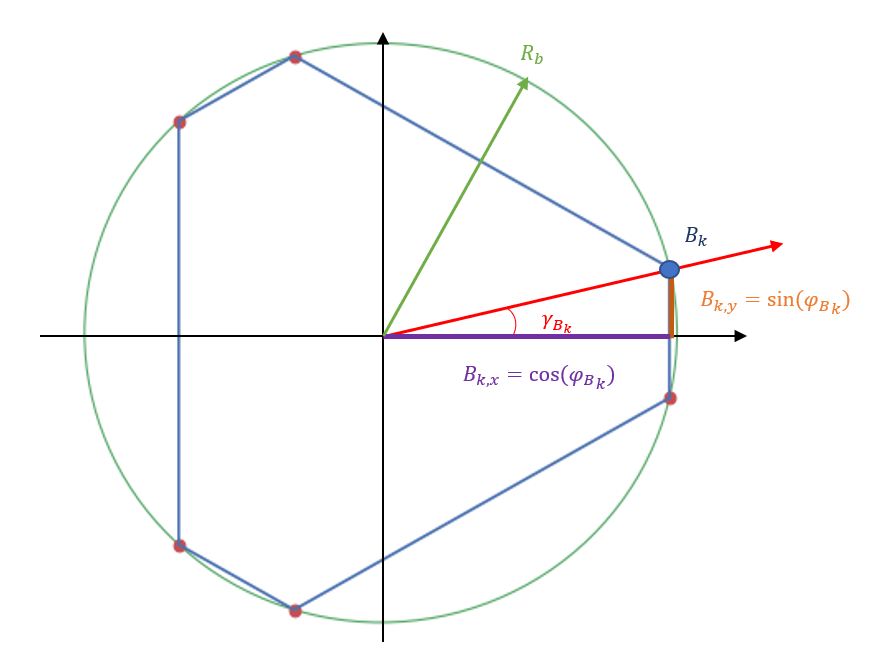 R_b
B_k
B_{k,y} = sin(φ_{B_k})
γ_{B_k}
B_{k,x} = cos(φ_{B_k})